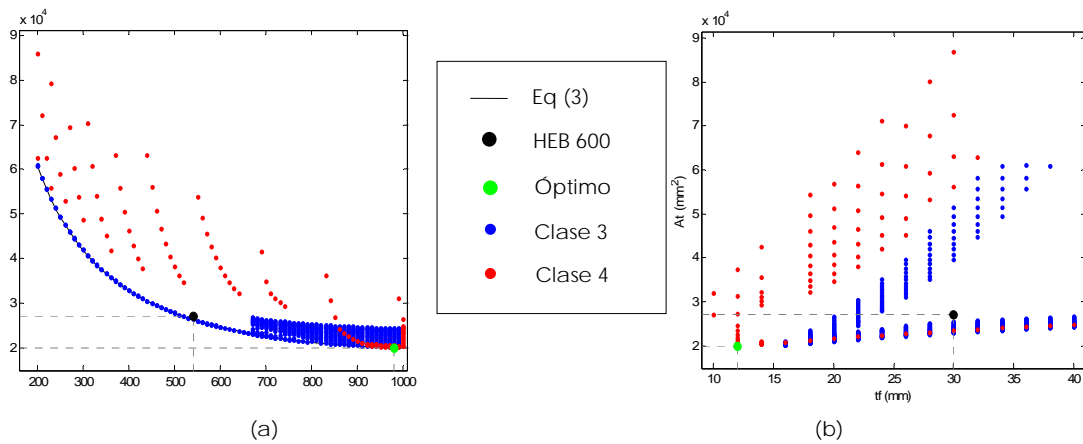 x 10⁴
9
8
7
6
5
4
3
2
200 300 400 500 600 700 800 900 1000
(a)
Eq (3)
HEB 600
Óptimo
Clase 3
Clase 4
x 10⁴
9
8
7
6
5
4
3
2
At (mm²)
10 15 20 25 30 35 40
tf (mm)
(b)